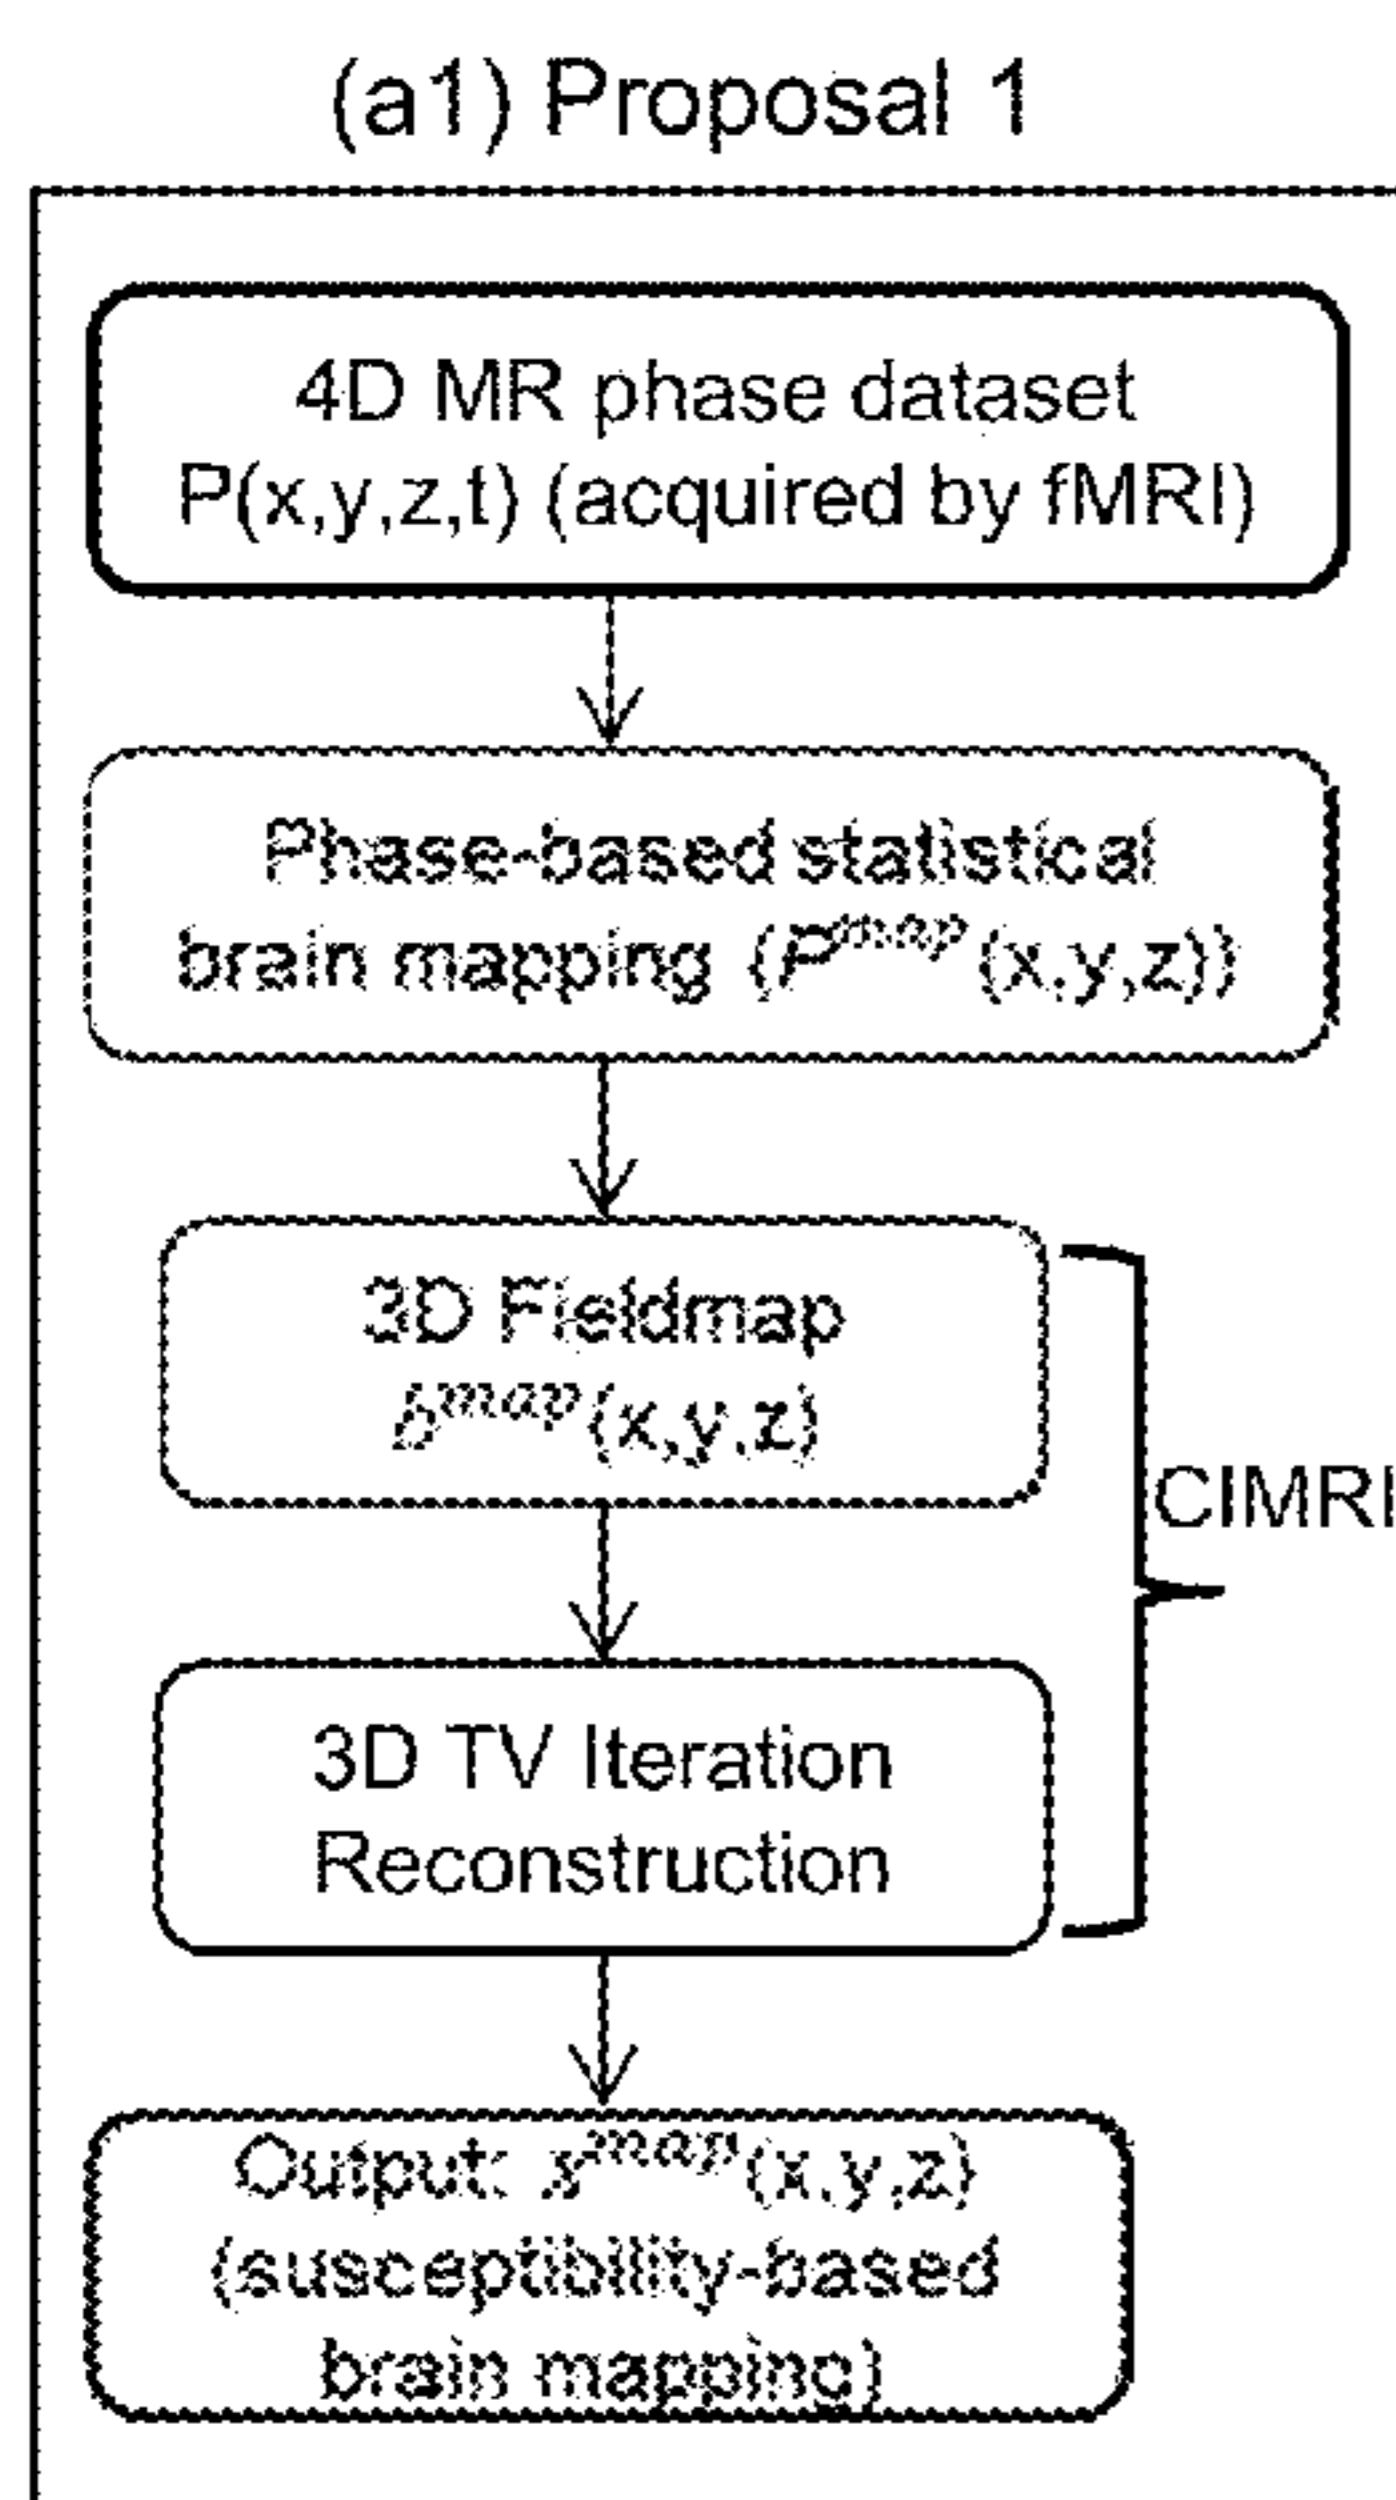 (a1) Proposal 1
4D MR phase dataset
P(x,y,z,t) (acquired by fMRI)
Phase-based statistical
brain mapping (P^map (x,y,z))
3D Fieldmap
b^map(x,y,z)
CIMRI
3D TV Iteration
Reconstruction
Output: χ^map(x,y,z)
(susceptibility-based
brain mapping)